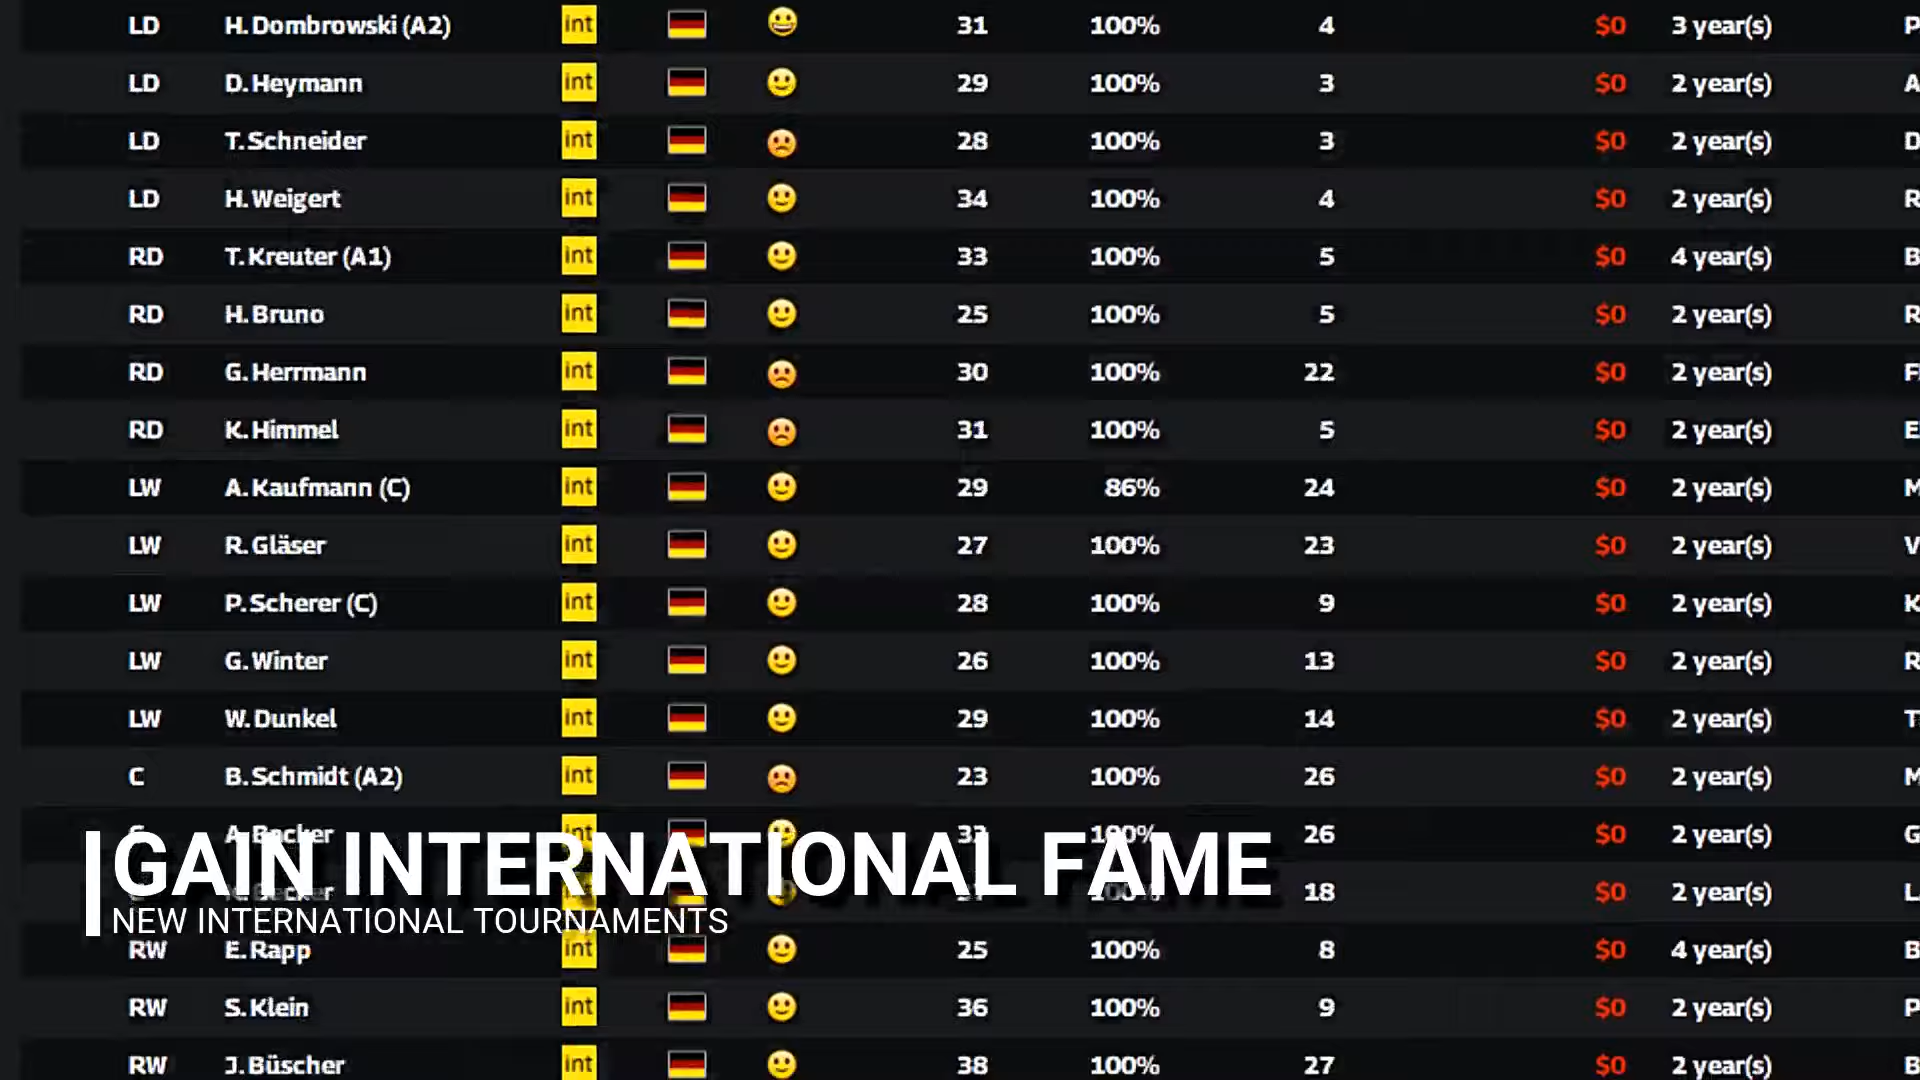 LD H. Dombrowski (A2) int 31 100% 4 $0 3 year(s) P
LD D. Heymann int 29 100% 3 $0 2 year(s) A
LD T. Schneider int 28 100% 3 $0 2 year(s) D
LD H. Weigert int 34 100% 4 $0 2 year(s) R
RD T. Kreuter (A1) int 33 100% 5 $0 4 year(s) B
RD H. Bruno int 25 100% 5 $0 2 year(s) R
RD G. Herrmann int 30 100% 22 $0 2 year(s) F
RD K. Himmel int 31 100% 5 $0 2 year(s) E
LW A. Kaufmann (C) int 29 86% 24 $0 2 year(s) M
LW R. Gläser int 27 100% 23 $0 2 year(s) V
LW P. Scherer (C) int 28 100% 9 $0 2 year(s) K
LW G. Winter int 26 100% 13 $0 2 year(s) R
LW W. Dunkel int 29 100% 14 $0 2 year(s) T
C B. Schmidt (A2) int 23 100% 26 $0 2 year(s) M
A. Backer int 100% 26 $0 2 year(s) G
GAIN INTERNATIONAL FAME
100% 18 $0 2 year(s) L
NEW INTERNATIONAL TOURNAMENTS
RW E. Rapp int 25 100% 8 $0 4 year(s) B
RW S. Klein int 36 100% 9 $0 2 year(s) P
RW J. Büscher int 38 100% 27 $0 2 year(s) B